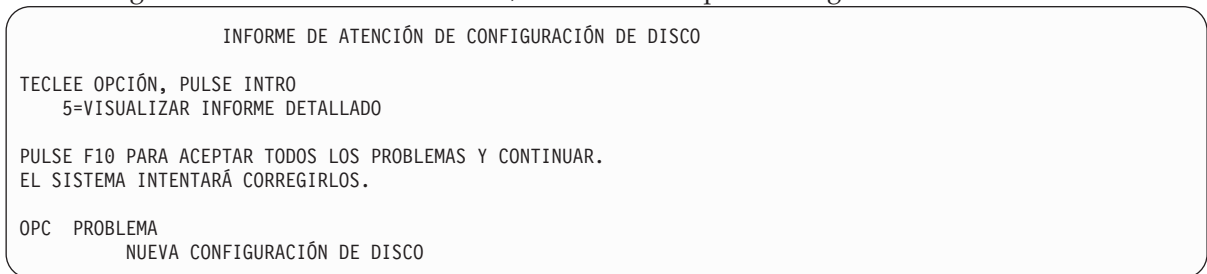 INFORME DE ATENCIÓN DE CONFIGURACIÓN DE DISCO
TECLEE OPCIÓN, PULSE INTRO
5=VISUALIZAR INFORME DETALLADO
PULSE F10 PARA ACEPTAR TODOS LOS PROBLEMAS Y CONTINUAR.
EL SISTEMA INTENTARÁ CORREGIRLOS.
OPC PROBLEMA
NUEVA CONFIGURACIÓN DE DISCO